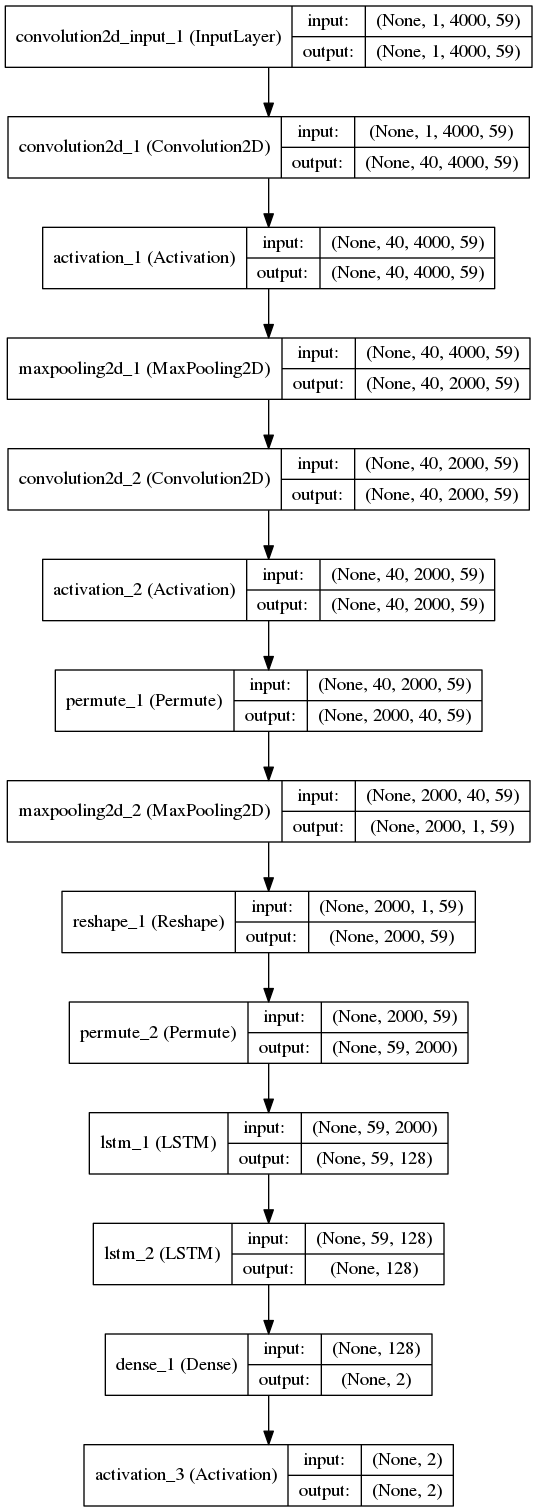 convolution2d_input_1 (InputLayer) input: (None, 1, 4000, 59)
output: (None, 1, 4000, 59)
convolution2d_1 (Convolution2D) input: (None, 1, 4000, 59)
output: (None, 40, 4000, 59)
activation_1 (Activation) input: (None, 40, 4000, 59)
output: (None, 40, 4000, 59)
maxpooling2d_1 (MaxPooling2D) input: (None, 40, 4000, 59)
output: (None, 40, 2000, 59)
convolution2d_2 (Convolution2D) input: (None, 40, 2000, 59)
output: (None, 40, 2000, 59)
activation_2 (Activation) input: (None, 40, 2000, 59)
output: (None, 40, 2000, 59)
permute_1 (Permute) input: (None, 40, 2000, 59)
output: (None, 2000, 40, 59)
maxpooling2d_2 (MaxPooling2D) input: (None, 2000, 40, 59)
output: (None, 2000, 1, 59)
reshape_1 (Reshape) input: (None, 2000, 1, 59)
output: (None, 2000, 59)
permute_2 (Permute) input: (None, 2000, 59)
output: (None, 59, 2000)
lstm_1 (LSTM) input: (None, 59, 2000)
output: (None, 59, 128)
lstm_2 (LSTM) input: (None, 59, 128)
output: (None, 128)
dense_1 (Dense) input: (None, 128)
output: (None, 2)
activation_3 (Activation) input: (None, 2)
output: (None, 2)